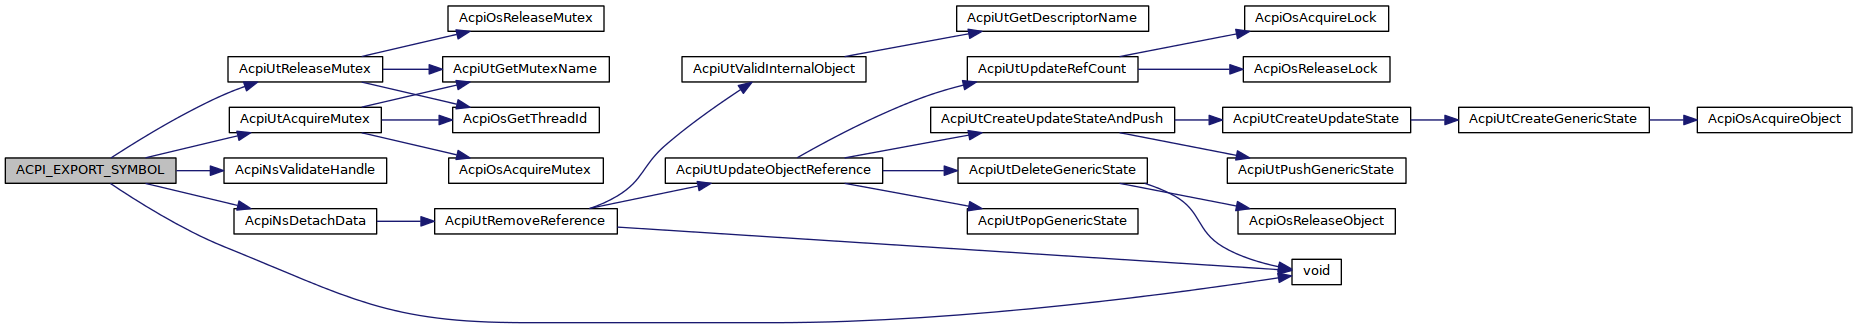 ACPI_EXPORT_SYMBOL
AcpiUtReleaseMutex
AcpiUtAcquireMutex
AcpiNsValidateHandle
AcpiNsDetachData
AcpiOsReleaseMutex
AcpiUtGetMutexName
AcpiOsGetThreadId
AcpiOsAcquireMutex
AcpiUtRemoveReference
AcpiUtValidInternalObject
AcpiUtUpdateObjectReference
AcpiUtGetDescriptorName
AcpiUtUpdateRefCount
AcpiUtCreateUpdateStateAndPush
AcpiUtDeleteGenericState
AcpiUtPopGenericState
AcpiOsAcquireLock
AcpiOsReleaseLock
AcpiUtCreateUpdateState
AcpiUtPushGenericState
AcpiOsReleaseObject
void
AcpiUtCreateGenericState
AcpiOsAcquireObject